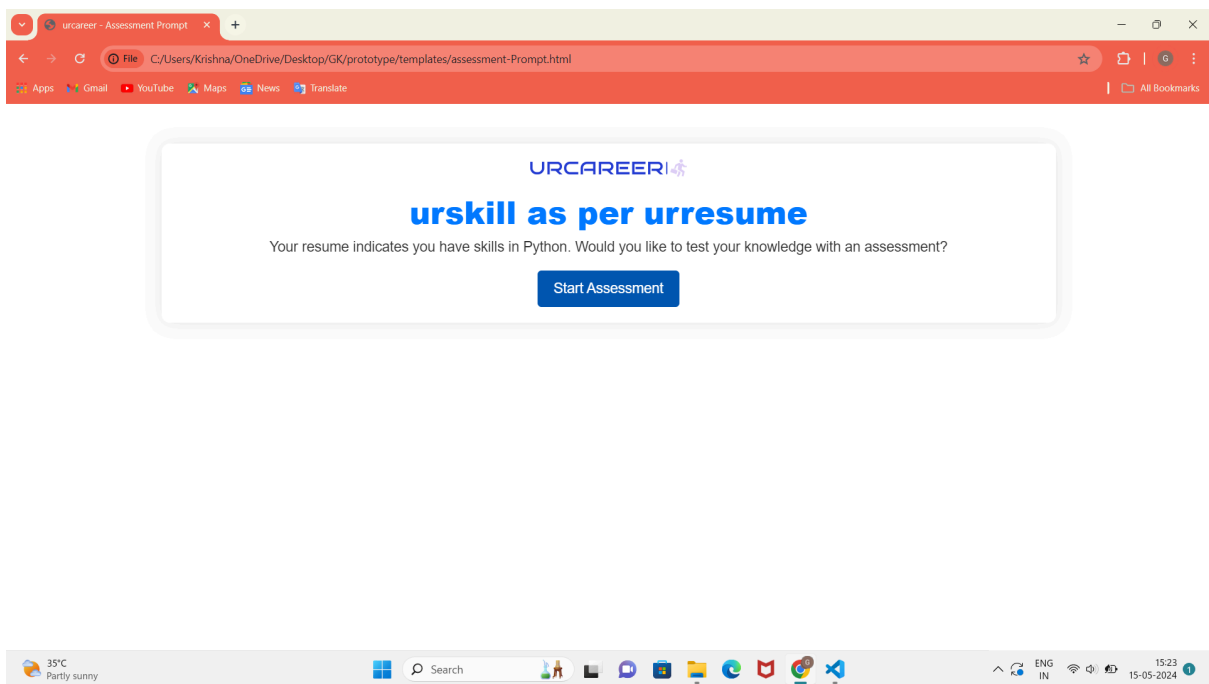 urcareer - Assessment Prompt
File C:/Users/Krishna/OneDrive/Desktop/GK/prototype/templates/assessment-Prompt.html G
Apps Gmail YouTube Maps News Translate All Bookmarks
URCAREER
urskill as per urresume
Your resume indicates you have skills in Python. Would you like to test your knowledge with an assessment?
Start Assessment
35°C
Partly sunny
Search
ENG
IN
15:23
15-05-2024
1